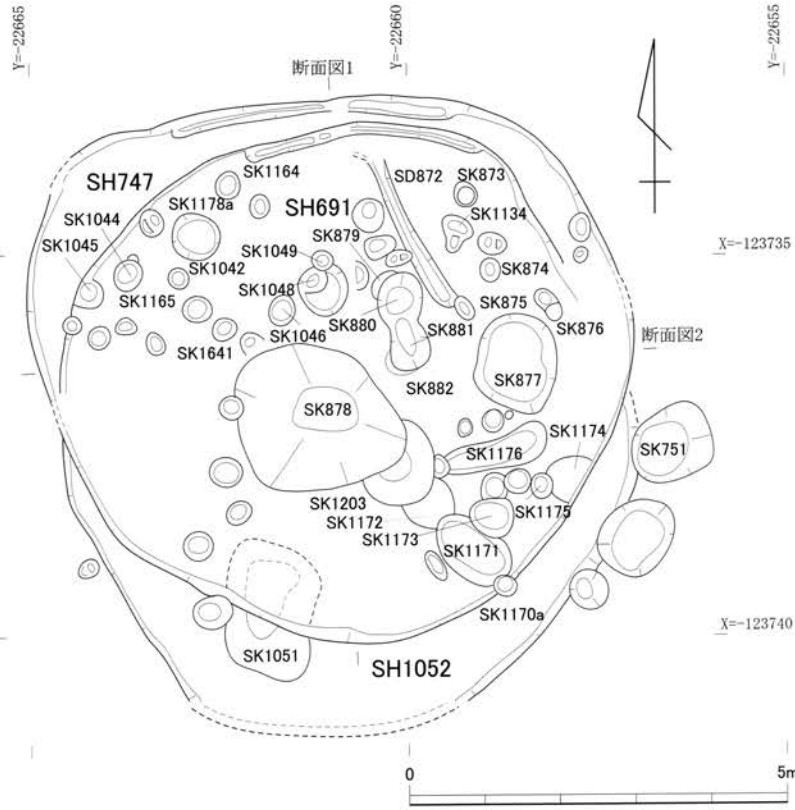 Y=-22665
Y=-22660
Y=-22655
断面図1
SH747
SK1164
SD872
SK873
SK1178a
SH691
SK1134
SK1044
SK1045
SK1049
SK879
X=-123735
SK1042
SK874
SK1165
SK1048
SK875
SK880
SK881
SK876
SK1641
SK1046
断面図2
SK882
SK877
SK878
SK1174
SK1176
SK751
SK1203
SK1172
SK1175
SK1173
SK1171
SK1170a
X=-123740
SK1051
SH1052
0
5m